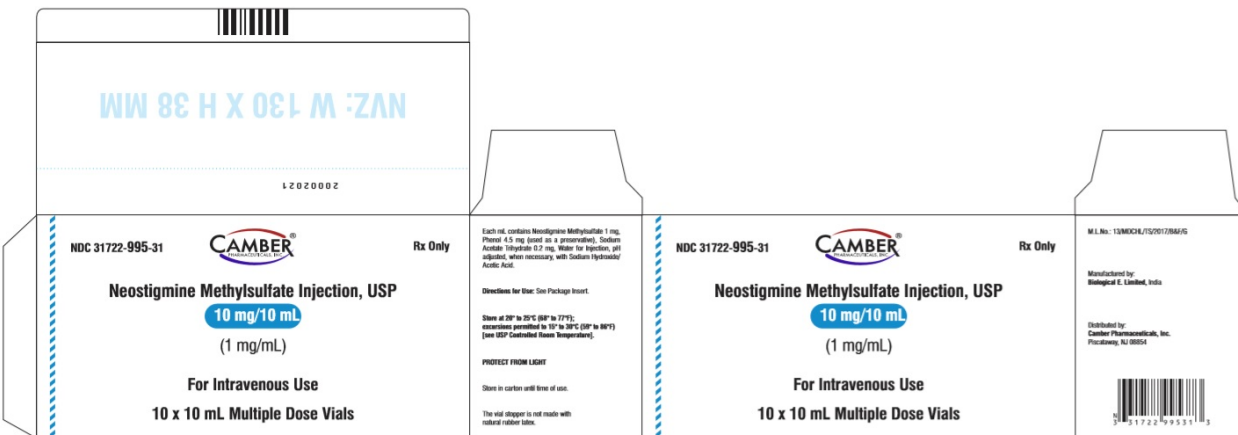 NVZ: W 130 X H 38 MM
20002021
NDC 31722-995-31
CAMBER®
PHARMACEUTICALS, INC.
Rx Only
Neostigmine Methylsulfate Injection, USP
10 mg/10 mL
(1 mg/mL)
For Intravenous Use
10 x 10 mL Multiple Dose Vials
Each mL contains Neostigmine Methylsulfate 1 mg,
Phenol 4.5 mg (used as a preservative), Sodium
Acetate Trihydrate 0.2 mg, Water for Injection, pH
adjusted, when necessary, with Sodium Hydroxide/
Acetic Acid.
Directions for Use: See Package Insert.
Store at 20° to 25°C (68° to 77°F);
excursions permitted to 15° to 30°C (59° to 86°F)
[see USP Controlled Room Temperature].
PROTECT FROM LIGHT
Store in carton until time of use.
The vial stopper is not made with
natural rubber latex.
NDC 31722-995-31
CAMBER®
PHARMACEUTICALS, INC.
Rx Only
Neostigmine Methylsulfate Injection, USP
10 mg/10 mL
(1 mg/mL)
For Intravenous Use
10 x 10 mL Multiple Dose Vials
Manufactured by:
Biological E. Limited, India
Distributed by:
Camber Pharmaceuticals, Inc.
Piscataway, NJ 08854
N
3 31722 99531 3